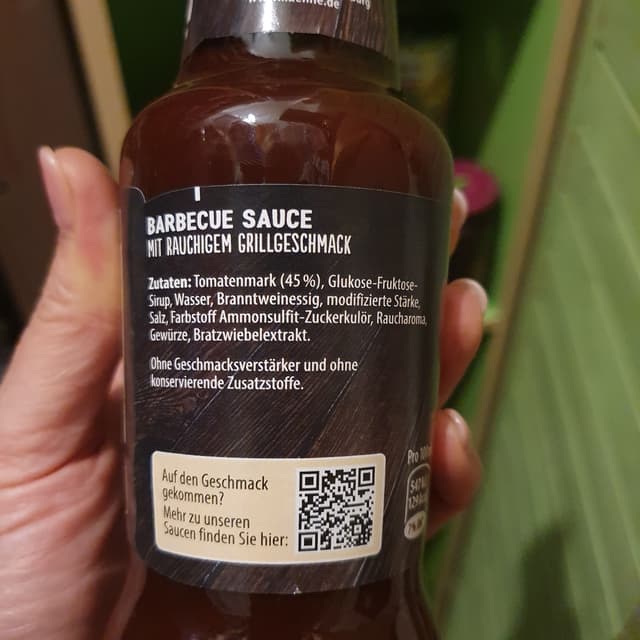 BARBECUE SAUCE
MIT RAUCHIGEM GRILLGESCHMACK
Zutaten: Tomatenmark (45 %), Glukose-Fruktose-
Sirup, Wasser, Branntweinessig, modifizierte Stärke,
Salz, Farbstoff Ammonsulfit-Zuckerkulör, Raucharoma,
Gewürze, Bratzwiebelextrakt.
Ohne Geschmacksverstärker und ohne
konservierende Zusatzstoffe.
Auf den Geschmack
gekommen?
Mehr zu unseren
Saucen finden Sie hier:
Pro